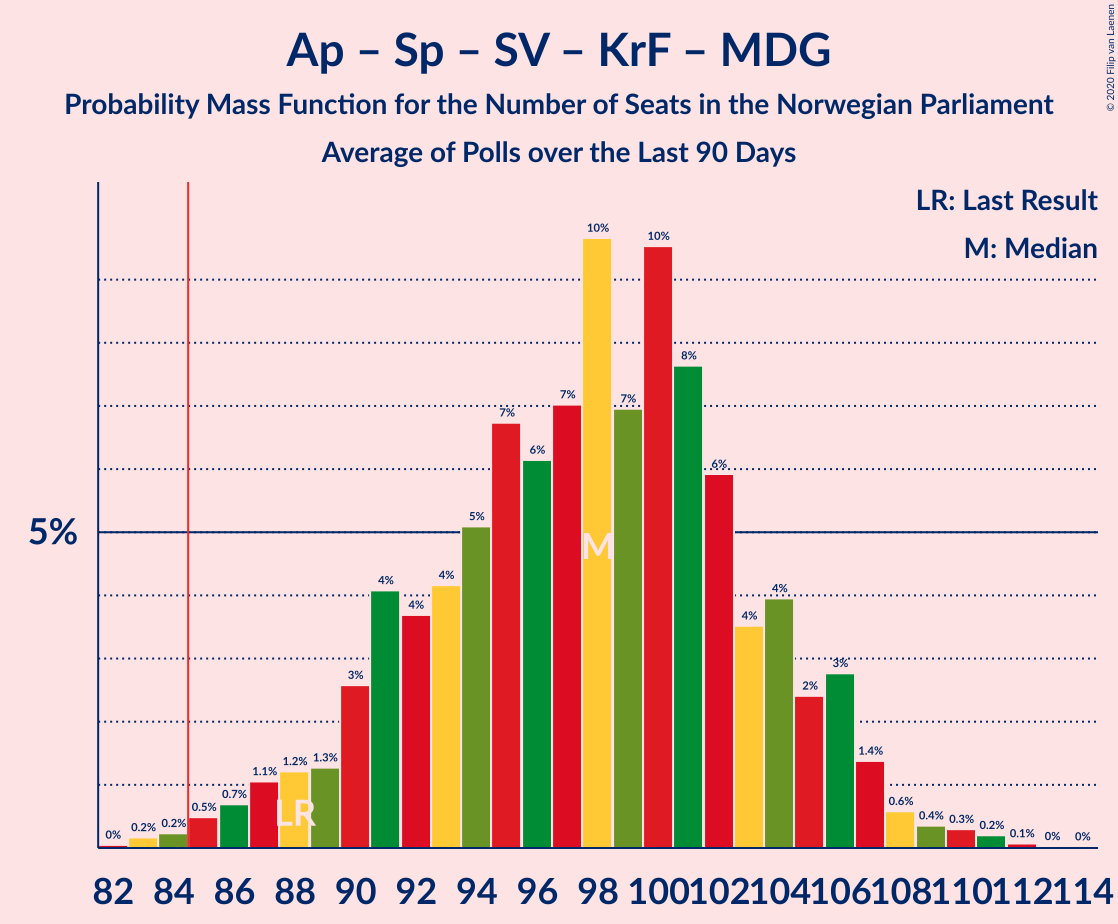 Ap – Sp – SV – KrF – MDG
Probability Mass Function for the Number of Seats in the Norwegian Parliament
Average of Polls over the Last 90 Days
© 2020 Filip van Laenen
LR: Last Result
M: Median
5%
0% 0.2% 0.2% 0.5% 0.7% 1.1% 1.2% 1.3% 3% 4% 4% 4% 5% 7% 6% 7% 10% 7% 10% 8% 6% 4% 4% 2% 3% 1.4% 0.6% 0.4% 0.3% 0.2% 0.1% 0% 0%
M
LR
82 84 86 88 90 92 94 96 98 100 102 104 106 108 110 112 114